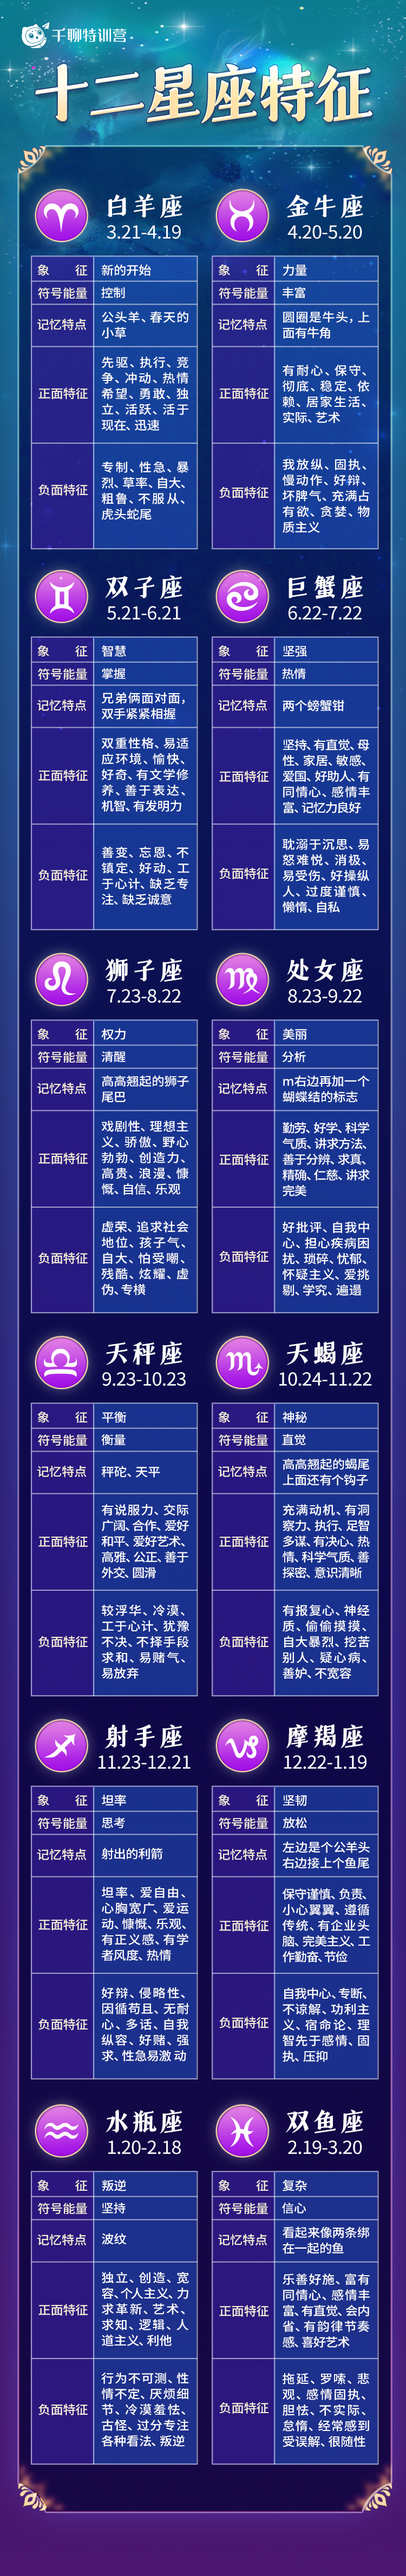 千聊特训营
十二星座特征
白羊座
3.21-4.19
象 征 新的开始
符号能量 控制
记忆特点 公头羊、春天的
小草
正面特征 先驱、执行、竞
争、冲动、热情
希望、勇敢、独
立、活跃、活于
现在、迅速
负面特征 专制、性急、暴
烈、草率、自大、
粗鲁、不服从、
虎头蛇尾
金牛座
4.20-5.20
象 征 力量
符号能量 丰富
记忆特点 圆圈是牛头，上
面有牛角
正面特征 有耐心、保守、
彻底、稳定、依
赖、居家生活、
实际、艺术
负面特征 我放纵、固执、
慢动作、好辩、
坏脾气、充满占
有欲、贪婪、物
质主义
双子座
5.21-6.21
象 征 智慧
符号能量 掌握
记忆特点 兄弟俩面对面，
双手紧紧相握
正面特征 双重性格、易适
应环境、愉快、
好奇、有文学修
养、善于表达、
机智、有发明力
负面特征 善变、忘恩、不
镇定、好动、工
于心计、缺乏专
注、缺乏诚意
巨蟹座
6.22-7.22
象 征 坚强
符号能量 热情
记忆特点 两个螃蟹钳
正面特征 坚持、有直觉、母
性、家居、敏感、
爱国、好助人、有
同情心、感情丰
富、记忆力良好
负面特征 耽溺于沉思、易
怒难悦、消极、
易受伤、好操纵
人、过度谨慎、
懒惰、自私
狮子座
7.23-8.22
象 征 权力
符号能量 清醒
记忆特点 高高翘起的狮子
尾巴
正面特征 戏剧性、理想主
义、骄傲、野心
勃勃、创造力、
高贵、浪漫、慷
慨、自信、乐观
负面特征 虚荣、追求社会
地位、孩子气、
自大、怕受嘲、
残酷、炫耀、虚
伪、专横
处女座
8.23-9.22
象 征 美丽
符号能量 分析
记忆特点 m右边再加一个
蝴蝶结的标志
正面特征 勤劳、好学、科学
气质、讲求方法、
善于分辨、求真、
精确、仁慈、讲求
完美
负面特征 好批评、自我中
心、担心疾病困
扰、琐碎、忧郁、
怀疑主义、爱挑
剔、学究、遍遢
天秤座
9.23-10.23
象 征 平衡
符号能量 衡量
记忆特点 秤砣、天平
正面特征 有说服力、交际
广阔、合作、爱好
和平、爱好艺术、
高雅、公正、善于
外交、圆滑
负面特征 较浮华、冷漠、
工于心计、犹豫
不决、不择手段
求和、易赌气、
易放弃
天蝎座
10.24-11.22
象 征 神秘
符号能量 直觉
记忆特点 高高翘起的蝎尾
上面还有个钩子
正面特征 充满动机、有洞
察力、执行、足智
多谋、有决心、热
情、科学气质、善
探密、意识清晰
负面特征 有报复心、神经
质、偷偷摸摸、
自大暴烈、挖苦
别人、疑心病、
善妒、不宽容
射手座
11.23-12.21
象 征 坦率
符号能量 思考
记忆特点 射出的利箭
正面特征 坦率、爱自由、
心胸宽广、爱运
动、慷慨、乐观、
有正义感、有学
者风度、热情
负面特征 好辩、侵略性、
因循苟且、无耐
心、多话、自我
纵容、好赌、强
求、性急易激动
摩羯座
12.22-1.19
象 征 坚韧
符号能量 放松
记忆特点 左边是个公羊头
右边接上个鱼尾
正面特征 保守谨慎、负责、
小心翼翼、遵循
传统、有企业头
脑、完美主义、工
作勤奋、节俭
负面特征 自我中心、专断、
不谅解、功利主
义、宿命论、理
智先于感情、固
执、压抑
水瓶座
1.20-2.18
象 征 叛逆
符号能量 坚持
记忆特点 波纹
正面特征 独立、创造、宽
容、个人主义、力
求革新、艺术、
求知、逻辑、人
道主义、利他
负面特征 行为不可测、性
情不定、厌烦细
节、冷漠羞怯、
古怪、过分专注
各种看法、叛逆
双鱼座
2.19-3.20
象 征 复杂
符号能量 信心
记忆特点 看起来像两条绑
在一起的鱼
正面特征 乐善好施、富有
同情心、感情丰
富、有直觉、会内
省、有韵律节奏
感、喜好艺术
负面特征 拖延、罗嗦、悲
观、感情固执、
胆怯、不实际、
怠惰、经常感到
受误解、很随性